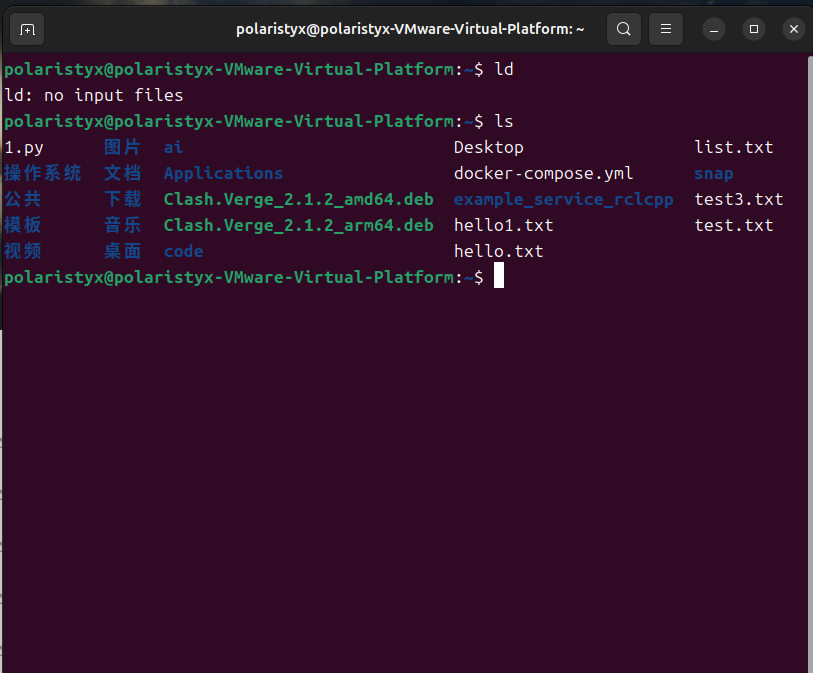 polaristyx@polaristyx-VMware-Virtual-Platform: ~
polaristyx@polaristyx-VMware-Virtual-Platform:~$ ld
ld: no input files
polaristyx@polaristyx-VMware-Virtual-Platform:~$ ls
1.py 图片 ai Desktop list.txt
操作系统 文档 Applications docker-compose.yml snap
公共 下载 Clash.Verge_2.1.2_amd64.deb example_service_rclcpp test3.txt
模板 音乐 Clash.Verge_2.1.2_arm64.deb hello1.txt test.txt
视频 桌面 code hello.txt
polaristyx@polaristyx-VMware-Virtual-Platform:~$